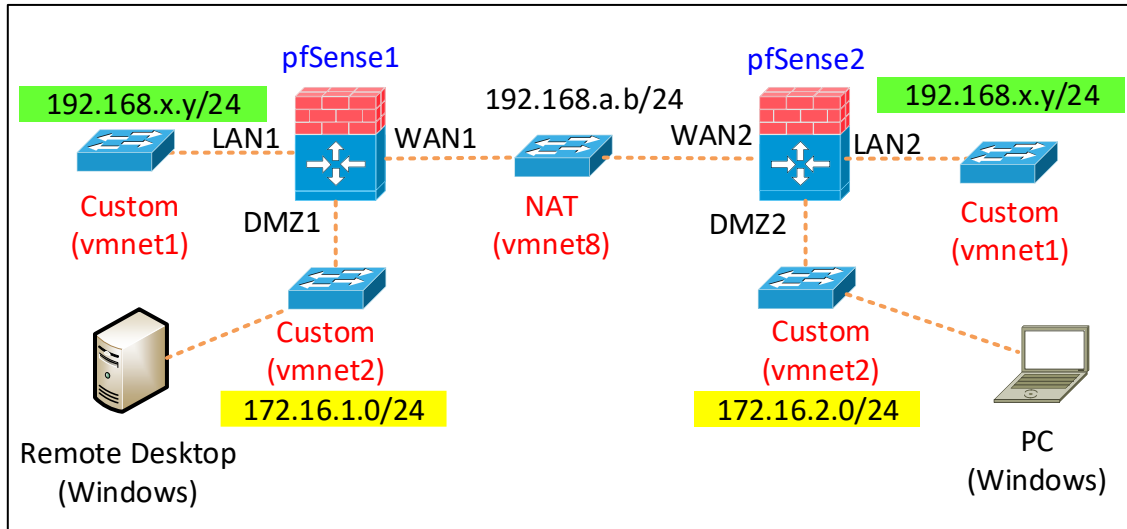 pfSense1
pfSense2
192.168.x.y/24
192.168.a.b/24
192.168.x.y/24
LAN1
WAN1
WAN2
LAN2
Custom
(vmnet1)
DMZ1
NAT
(vmnet8)
DMZ2
Custom
(vmnet1)
Custom
(vmnet2)
172.16.1.0/24
Custom
(vmnet2)
172.16.2.0/24
Remote Desktop
(Windows)
PC
(Windows)